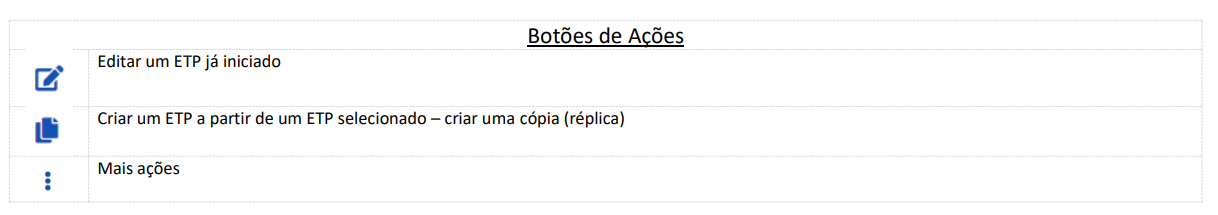 Botões de Ações
Editar um ETP já iniciado
Criar um ETP a partir de um ETP selecionado – criar uma cópia (réplica)
Mais ações